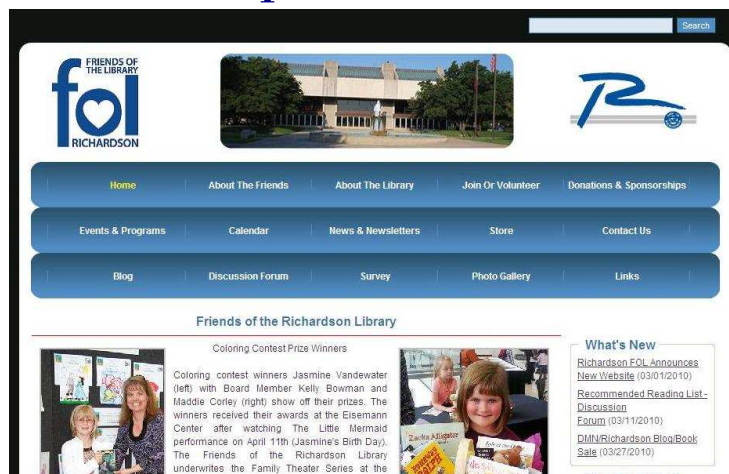 Search
FRIENDS OF
THE LIBRARY
fol
RICHARDSON
R
Home About The Friends About The Library Join Or Volunteer Donations & Sponsorships
Events & Programs Calendar News & Newsletters Store Contact Us
Blog Discussion Forum Survey Photo Gallery Links
Friends of the Richardson Library
Coloring Contest Prize Winners
Coloring contest winners Jasmine Vandewater
(left) with Board Member Kelly Bowman and
Maddie Corley (right) show off their prizes. The
winners received their awards at the Eisemann
Center after watching The Little Mermaid
performance on April 11th (Jasmine's Birth Day).
The Friends of the Richardson Library
underwrites the Family Theater Series at the
What's New
Richardson FOL Announces
New Website (03/01/2010)
Recommended Reading List -
Discussion
Forum (03/11/2010)
DMN/Richardson Blog/Book
Sale (03/27/2010)